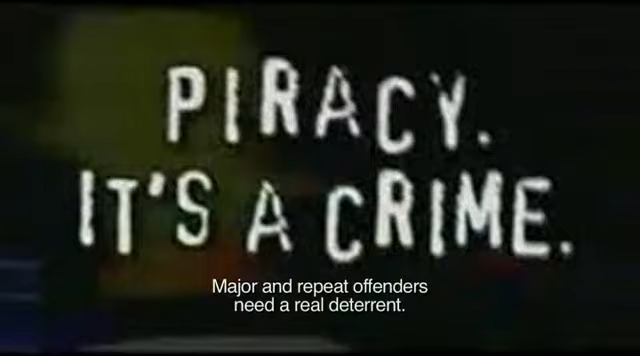 PIRACY.
IT'S A CRIME.
Major and repeat offenders
need a real deterrent.